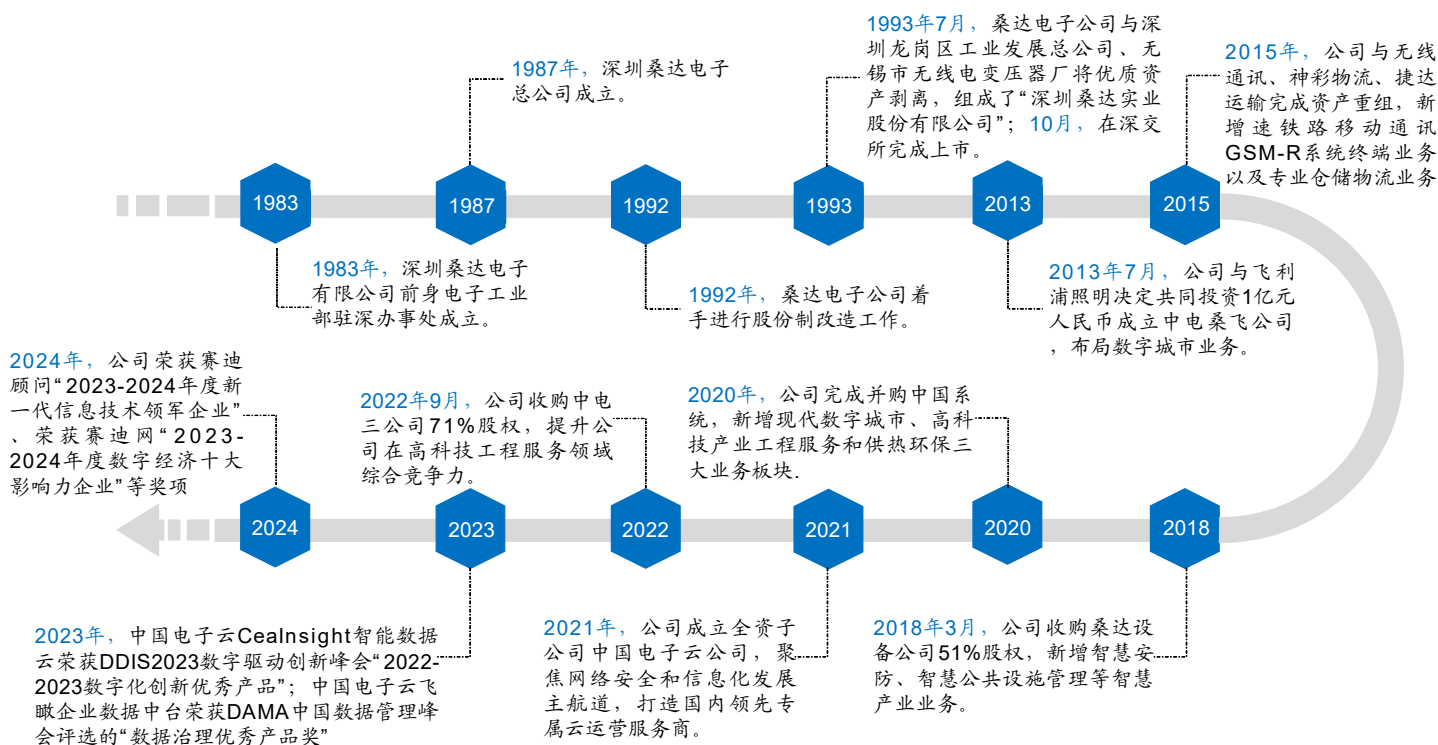 1987年，深圳桑达电子
总公司成立。
1993年7月，桑达电子公司与深
圳龙岗区工业发展总公司、无
锡市无线电变压器厂将优质资
产剥离，组成了“深圳桑达实业
股份有限公司”；10月，在深交
所完成上市。
2015年，公司与无线
通讯、神彩物流、捷达
运输完成资产重组，新
增速铁路移动通讯
GSM-R系统终端业务
以及专业仓储物流业务
1983
1987
1992
1993
2013
2015
1983年，深圳桑达电子
有限公司前身电子工业
部驻深办事处成立。
1992年，桑达电子公司着
手进行股份制改造工作。
2013年7月，公司与飞利
浦照明决定共同投资1亿元
人民币成立中电桑飞公司
，布局数字城市业务。
2024年，公司荣获赛迪
顾问“2023-2024年度新
一代信息技术领军企业”
、荣获赛迪网“2023-
2024年度数字经济十大
影响力企业”等奖项
2022年9月，公司收购中电
三公司71%股权，提升公
司在高科技工程服务领域
综合竞争力。
2020年，公司完成并购中国系
统，新增现代数字城市、高科
技产业工程服务和供热环保三
大业务板块.
2024
2023
2022
2021
2020
2018
2023年，中国电子云CeaInsight智能数据
云荣获DDIS2023数字驱动创新峰会“2022-
2023数字化创新优秀产品”；中国电子云飞
瞰企业数据中台荣获DAMA中国数据管理峰
会评选的“数据治理优秀产品奖”
2021年，公司成立全资子
公司中国电子云公司，聚
焦网络安全和信息化发展
主航道，打造国内领先专
属云运营服务商。
2018年3月，公司收购桑达设
备公司51%股权，新增智慧安
防、智慧公共设施管理等智慧
产业业务。